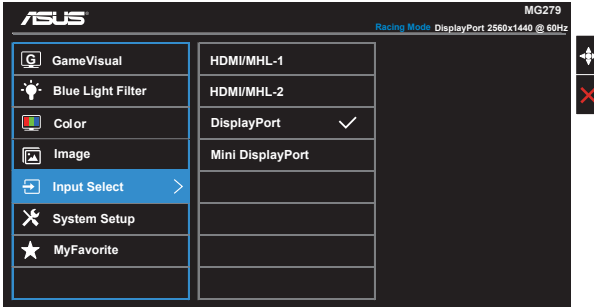 ASUS
MG279
Racing Mode DisplayPort 2560x1440 @ 60Hz
G GameVisual
Blue Light Filter
Color
Image
Input Select
System Setup
MyFavorite
HDMI/MHL-1
HDMI/MHL-2
DisplayPort
Mini DisplayPort